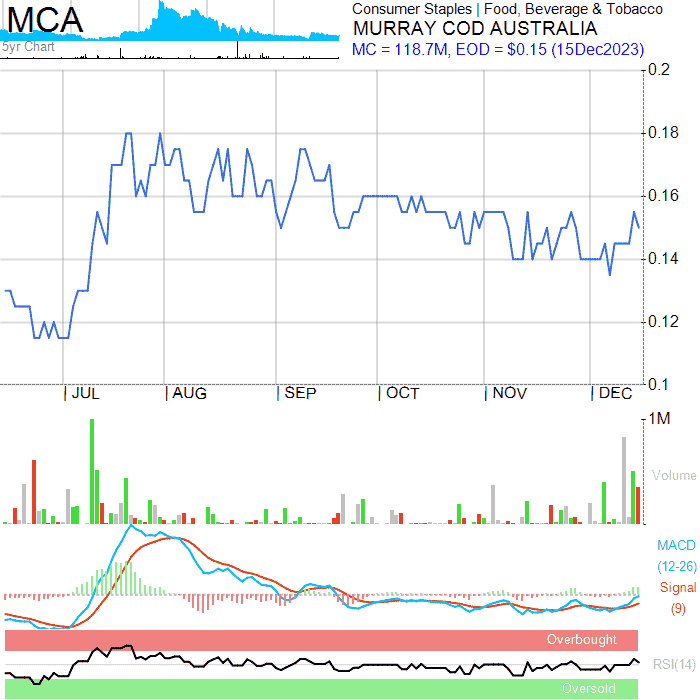 MCA
5yr Chart
Consumer Staples | Food, Beverage & Tobacco
MURRAY COD AUSTRALIA
MC = 118.7M, EOD = $0.15 (15Dec2023)
0.2
0.18
0.16
0.14
0.12
0.1
JUL AUG SEP OCT NOV DEC
1M
Volume
MACD
(12-26)
Signal
(9)
Overbought
RSI(14)
Oversold